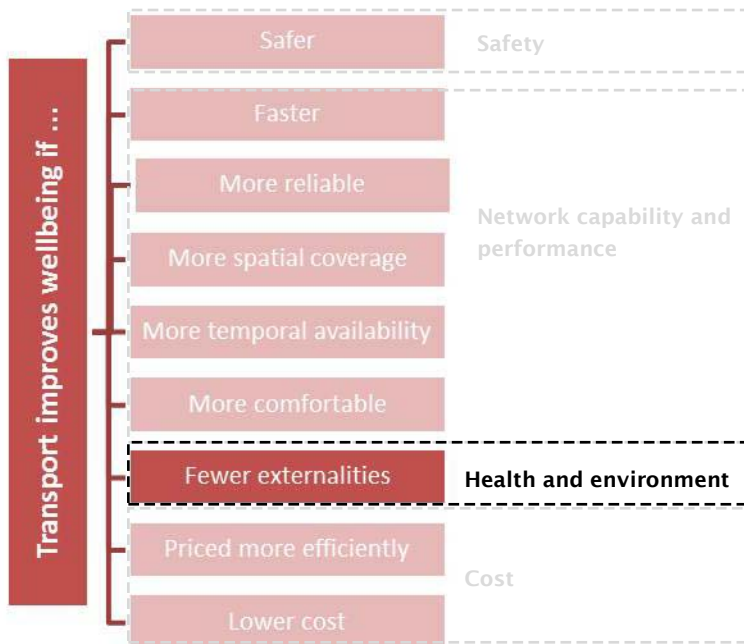 Transport improves wellbeing if ...
Safer
Safety
Faster
More reliable
More spatial coverage
Network capability and
performance
More temporal availability
More comfortable
Fewer externalities
Health and environment
Priced more efficiently
Cost
Lower cost